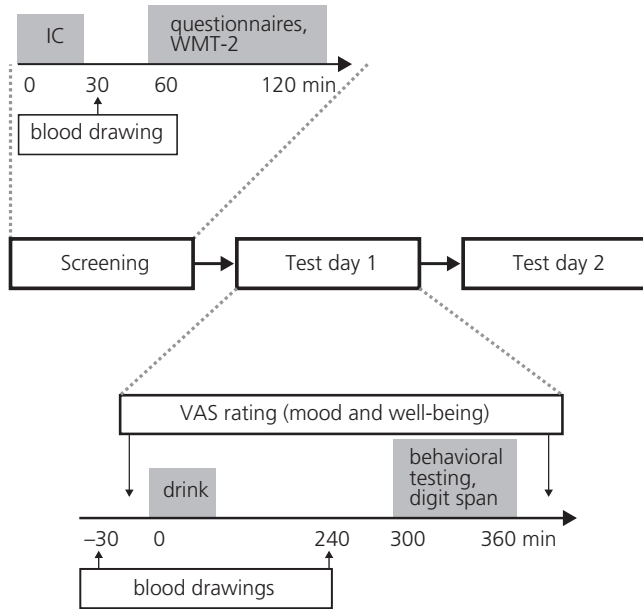 IC
questionnaires,
WMT-2
0 30 60 120 min
blood drawing
Screening
Test day 1
Test day 2
VAS rating (mood and well-being)
drink
behavioral
testing,
digit span
–30 0 240 300 360 min
blood drawings